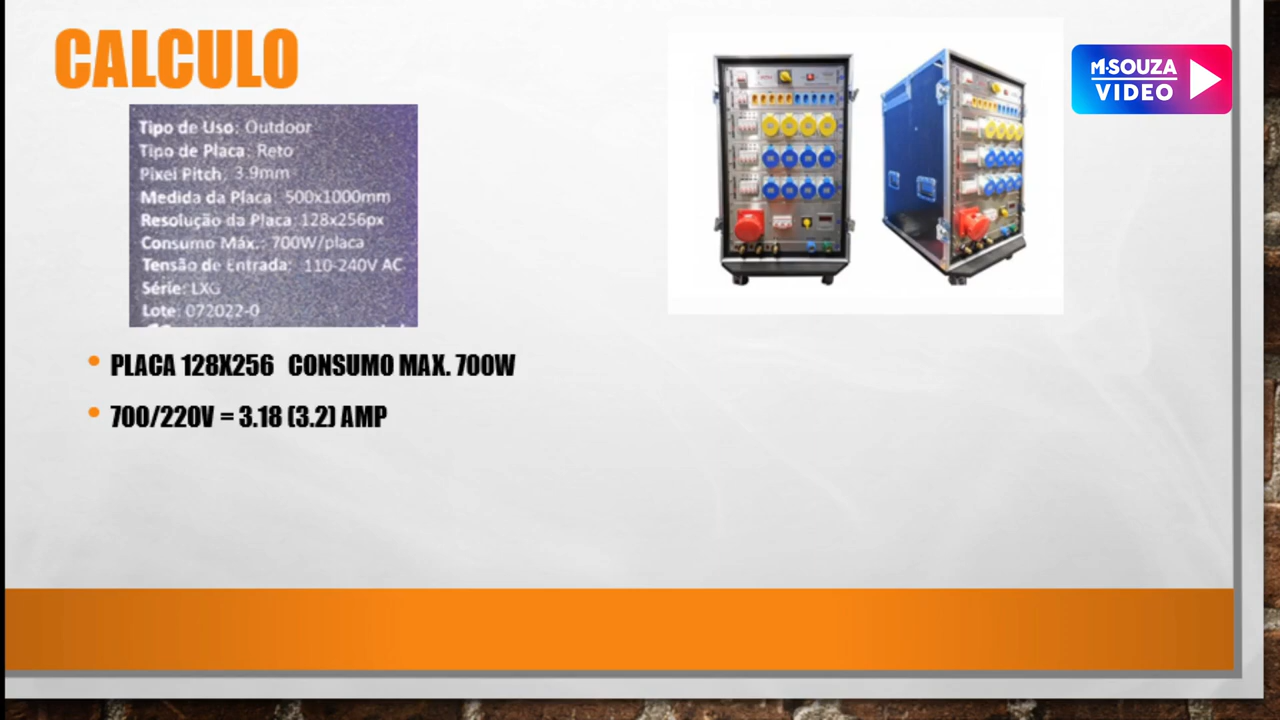 CALCULO
M·SOUZA
VIDEO
Tipo de Uso: Outdoor
Tipo de Placa: Reto
Pixel Pitch: 3.9mm
Medida da Placa: 500x1000mm
Resolução da Placa 128x256px
Consumo Máx.: 700W/placa
Tensão de Entrada: 110-240V AC
Série: LXG
Lote: 072022-0
PLACA 128X256 CONSUMO MAX. 700W
700/220V = 3.18 (3.2) AMP